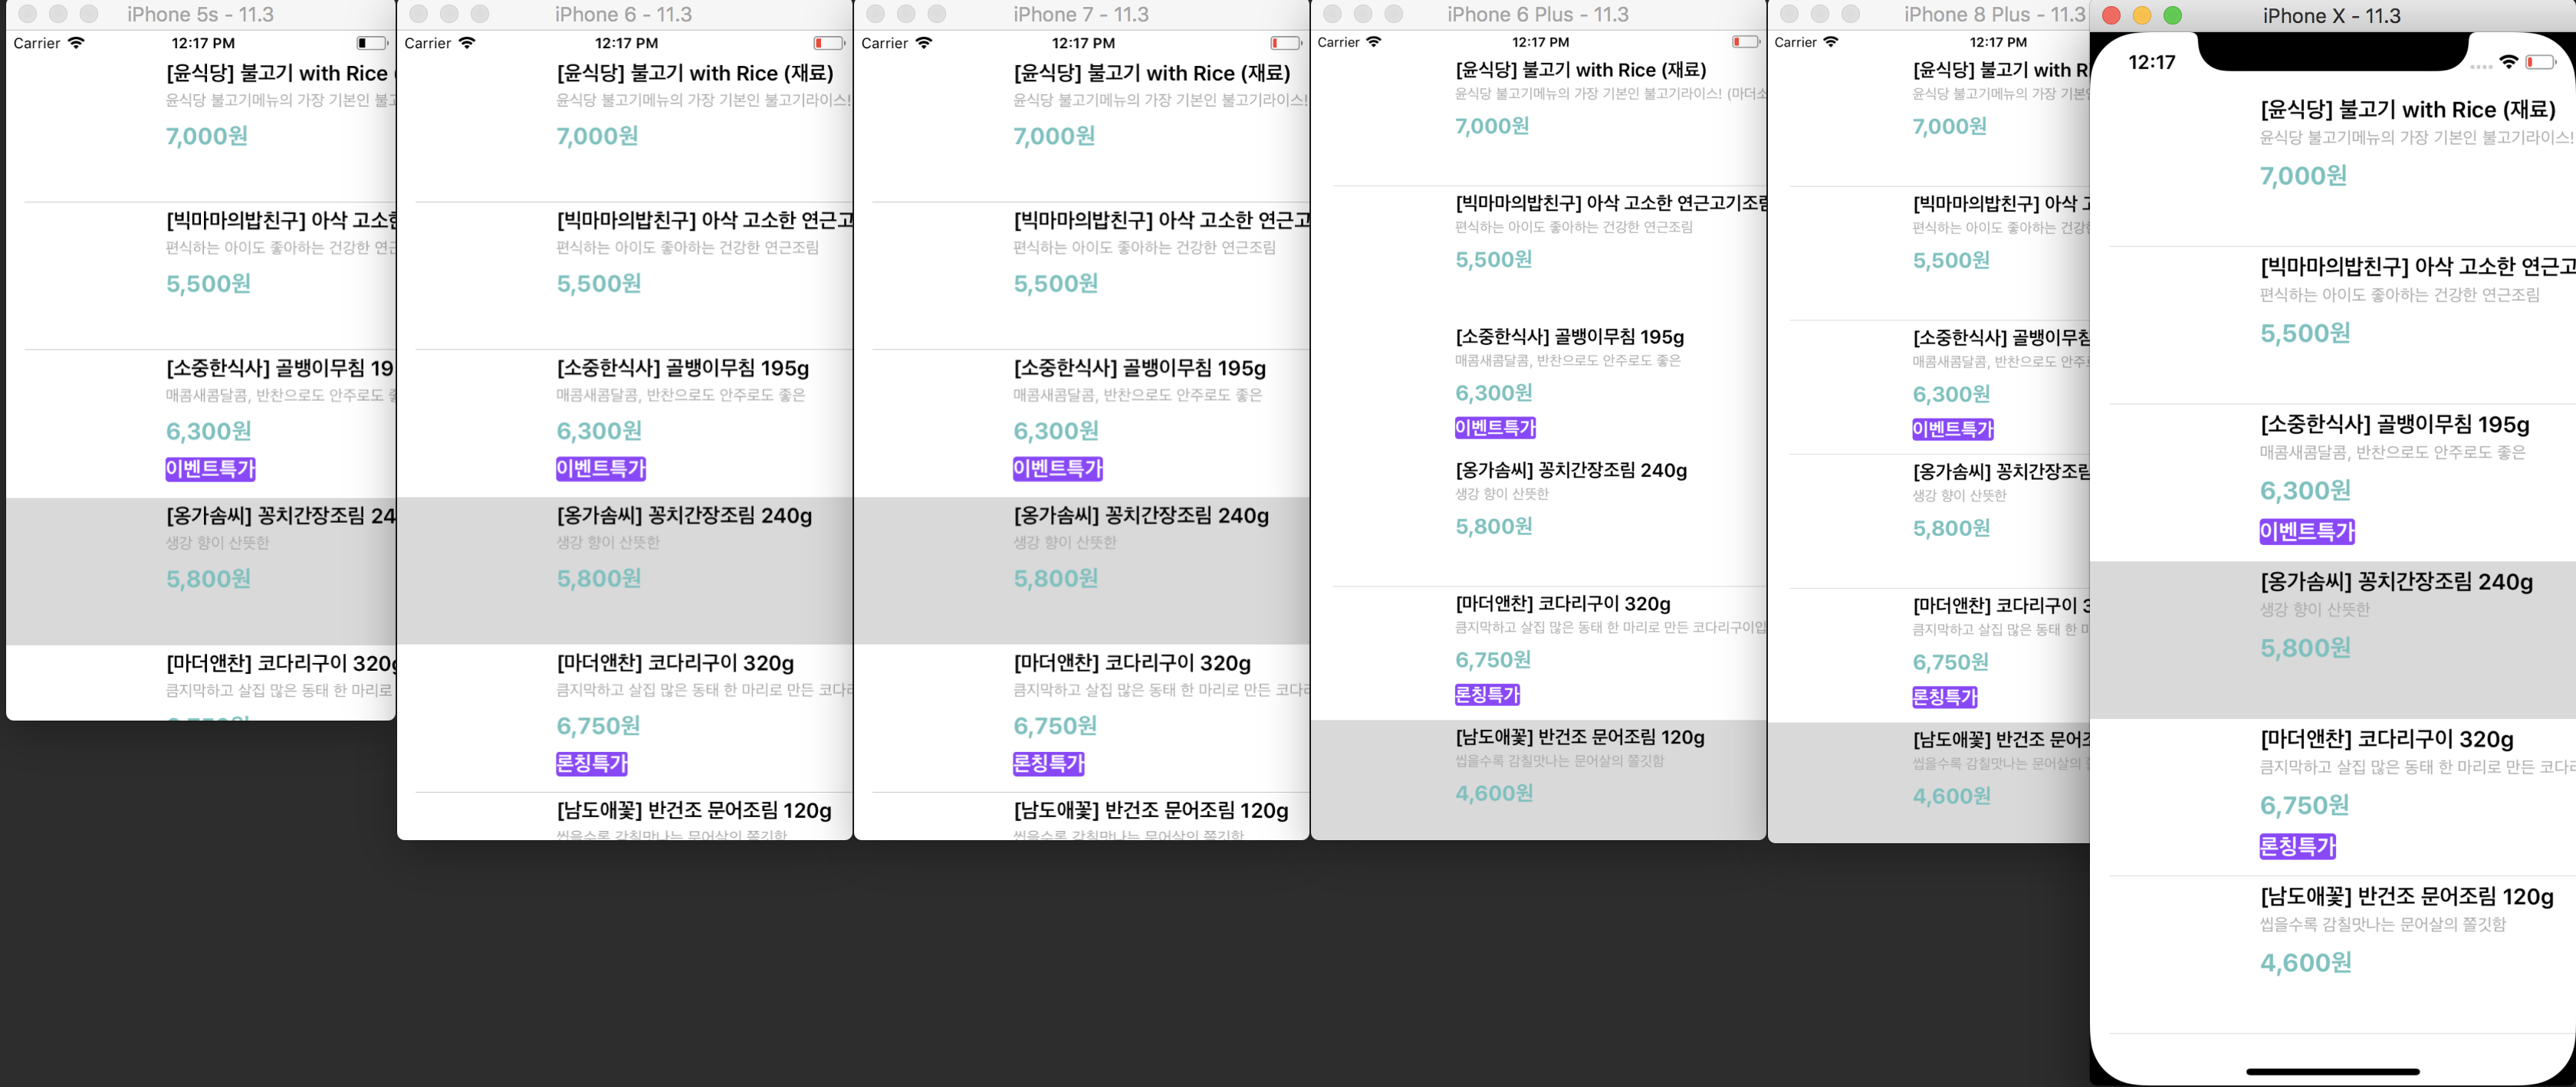 iPhone 5s - 11.3
Carrier
12:17 PM
[윤식당] 불고기 with Rice
윤식당 불고기메뉴의 가장 기본인 불고
7,000원
[빅마마의밥친구] 아삭 고소한
편식하는 아이도 좋아하는 건강한 연근
5,500원
[소중한식사] 골뱅이무침 19
매콤새콤달콤, 반찬으로도 안주로도
6,300원
이벤트특가
[옹가솜씨] 꽁치간장조림 24
생강 향이 산뜻한
5,800원
[마더앤찬] 코다리구이 320g
큼지막하고 살집 많은 동태 한 마리로
iPhone 6 - 11.3
Carrier
12:17 PM
[윤식당] 불고기 with Rice (재료)
윤식당 불고기메뉴의 가장 기본인 불고기라이스!
7,000원
[빅마마의밥친구] 아삭 고소한 연근고
편식하는 아이도 좋아하는 건강한 연근조림
5,500원
[소중한식사] 골뱅이무침 195g
매콤새콤달콤, 반찬으로도 안주로도 좋은
6,300원
이벤트특가
[옹가솜씨] 꽁치간장조림 240g
생강 향이 산뜻한
5,800원
[마더앤찬] 코다리구이 320g
큼지막하고 살집 많은 동태 한 마리로 만든 코다리
6,750원
론칭특가
[남도애꽃] 반건조 문어조림 120g
씹을수록 감칠맛나는 문어살의 쫄깃함
iPhone 7 - 11.3
Carrier
12:17 PM
[윤식당] 불고기 with Rice (재료)
윤식당 불고기메뉴의 가장 기본인 불고기라이스!
7,000원
[빅마마의밥친구] 아삭 고소한 연근고
편식하는 아이도 좋아하는 건강한 연근조림
5,500원
[소중한식사] 골뱅이무침 195g
매콤새콤달콤, 반찬으로도 안주로도 좋은
6,300원
이벤트특가
[옹가솜씨] 꽁치간장조림 240g
생강 향이 산뜻한
5,800원
[마더앤찬] 코다리구이 320g
큼지막하고 살집 많은 동태 한 마리로 만든 코다리
6,750원
론칭특가
[남도애꽃] 반건조 문어조림 120g
씹을수록 감칠맛나는 문어살의 쫄깃함
iPhone 6 Plus - 11.3
Carrier
12:17 PM
[윤식당] 불고기 with Rice (재료)
윤식당 불고기메뉴의 가장 기본인 불고기라이스! (마더소
7,000원
[빅마마의밥친구] 아삭 고소한 연근고기조림
편식하는 아이도 좋아하는 건강한 연근조림
5,500원
[소중한식사] 골뱅이무침 195g
매콤새콤달콤, 반찬으로도 안주로도 좋은
6,300원
이벤트특가
[옹가솜씨] 꽁치간장조림 240g
생강 향이 산뜻한
5,800원
[마더앤찬] 코다리구이 320g
큼지막하고 살집 많은 동태 한 마리로 만든 코다리구이입
6,750원
론칭특가
[남도애꽃] 반건조 문어조림 120g
씹을수록 감칠맛나는 문어살의 쫄깃함
4,600원
iPhone 8 Plus - 11.3
Carrier
12:17 PM
[윤식당] 불고기 with R
윤식당 불고기메뉴의 가장 기본
7,000원
[빅마마의밥친구] 아삭
편식하는 아이도 좋아하는 건강
5,500원
[소중한식사] 골뱅이무침
매콤새콤달콤, 반찬으로도 안주
6,300원
이벤트특가
[옹가솜씨] 꽁치간장조림
생강 향이 산뜻한
5,800원
[마더앤찬] 코다리구이 3
큼지막하고 살집 많은 동태 한
6,750원
론칭특가
[남도애꽃] 반건조 문어
씹을수록 감칠맛나는 문어살의
4,600원
iPhone X - 11.3
12:17
[윤식당] 불고기 with Rice (재료)
윤식당 불고기메뉴의 가장 기본인 불고기라이스!
7,000원
[빅마마의밥친구] 아삭 고소한 연근고
편식하는 아이도 좋아하는 건강한 연근조림
5,500원
[소중한식사] 골뱅이무침 195g
매콤새콤달콤, 반찬으로도 안주로도 좋은
6,300원
이벤트특가
[옹가솜씨] 꽁치간장조림 240g
생강 향이 산뜻한
5,800원
[마더앤찬] 코다리구이 320g
큼지막하고 살집 많은 동태 한 마리로 만든 코다리
6,750원
론칭특가
[남도애꽃] 반건조 문어조림 120g
씹을수록 감칠맛나는 문어살의 쫄깃함
4,600원